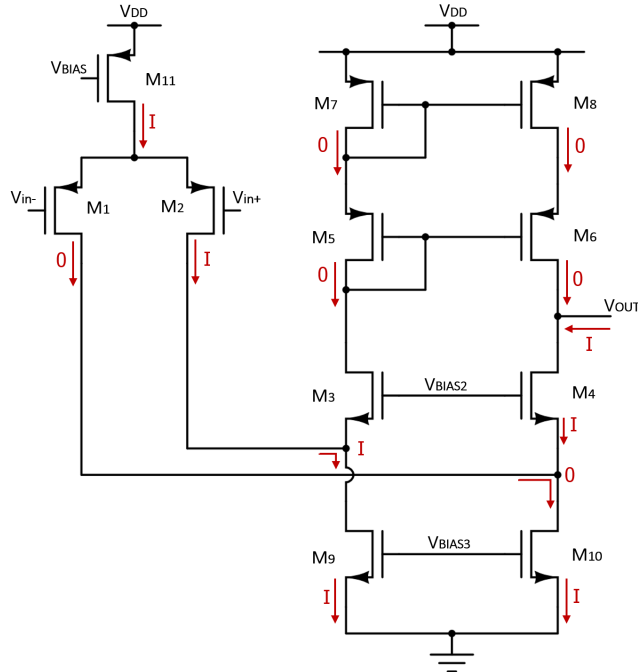 VDD
VDD
VBIAS
M11
M7
M8
I
0
0
Vin-
M1
M2
Vin+
M5
M6
0
I
0
0
VOUT
I
M3
VBIAS2
M4
I
I
0
M9
VBIAS3
M10
I
I